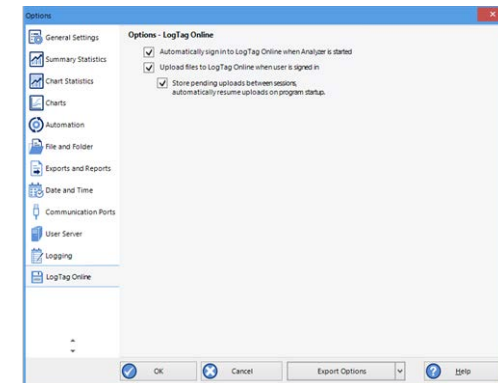 Options
General Settings
Summary Statistics
Chart Statistics
Charts
Automation
File and Folder
Exports and Reports
Date and Time
Communication Ports
User Server
Logging
LogTag Online
Options - LogTag Online
Automatically sign in to LogTag Online when Analyzer is started
Upload files to LogTag Online when user is signed in
Store pending uploads between sessions,
automatically resume uploads on program startup.
OK
Cancel
Export Options
Help